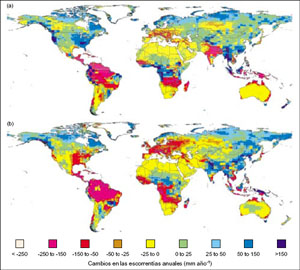 (a)
(b)
< -250
-250 to -150
-150 to -50
-50 to -25
-25 to 0
0 to 25
25 to 50
50 to 150
>150
Cambios en las escorrentías anuales (mm año⁻¹)